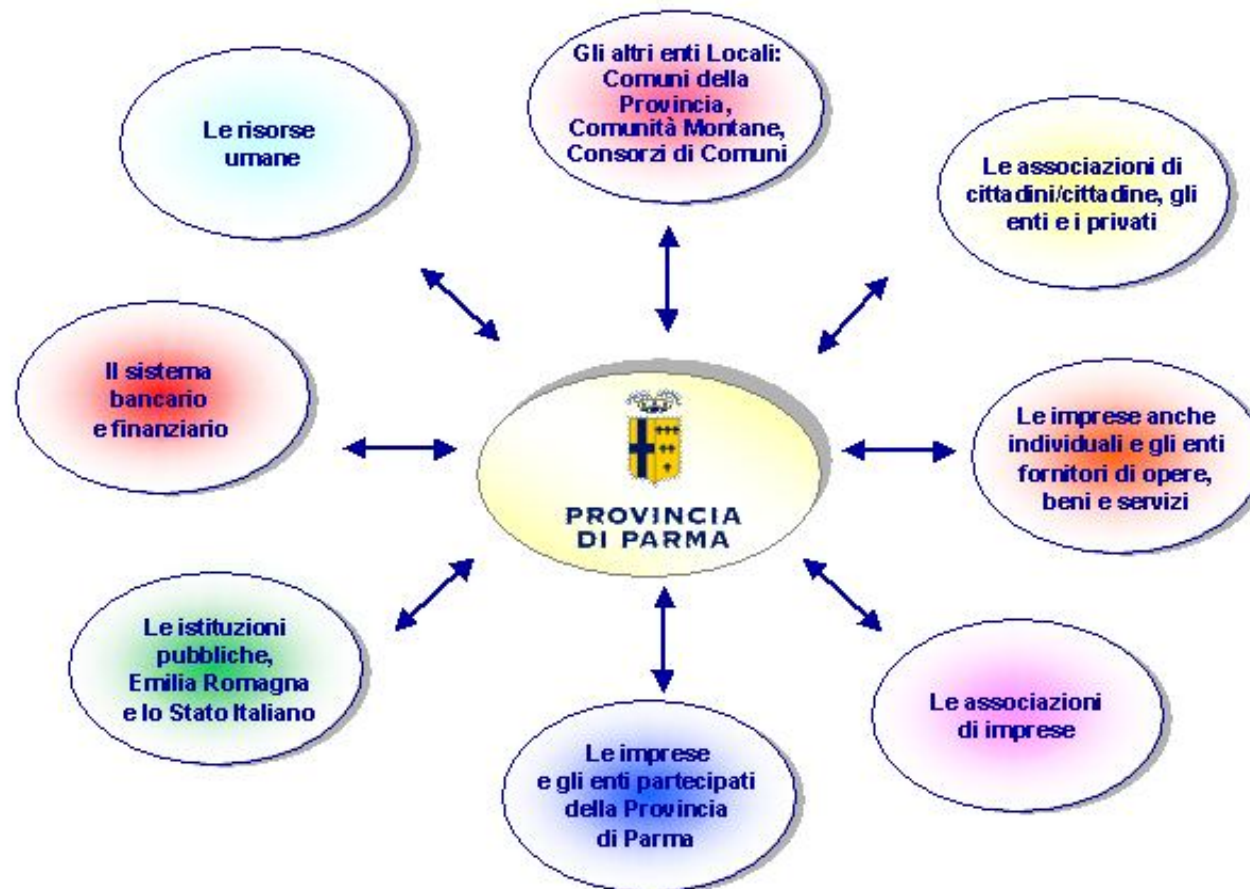 Gli altri enti Locali:
Comuni della
Provincia,
Comunità Montane,
Consorzi di Comuni
Le risorse
umane
Le associazioni di
cittadini/cittadine, gli
enti e i privati
Il sistema
bancario
e finanziario
Le imprese anche
individuali e gli enti
fornitori di opere,
beni e servizi
PROVINCIA
DI PARMA
Le istituzioni
pubbliche,
Emilia Romagna
e lo Stato Italiano
Le associazioni
di imprese
Le imprese
e gli enti partecipati
della Provincia
di Parma